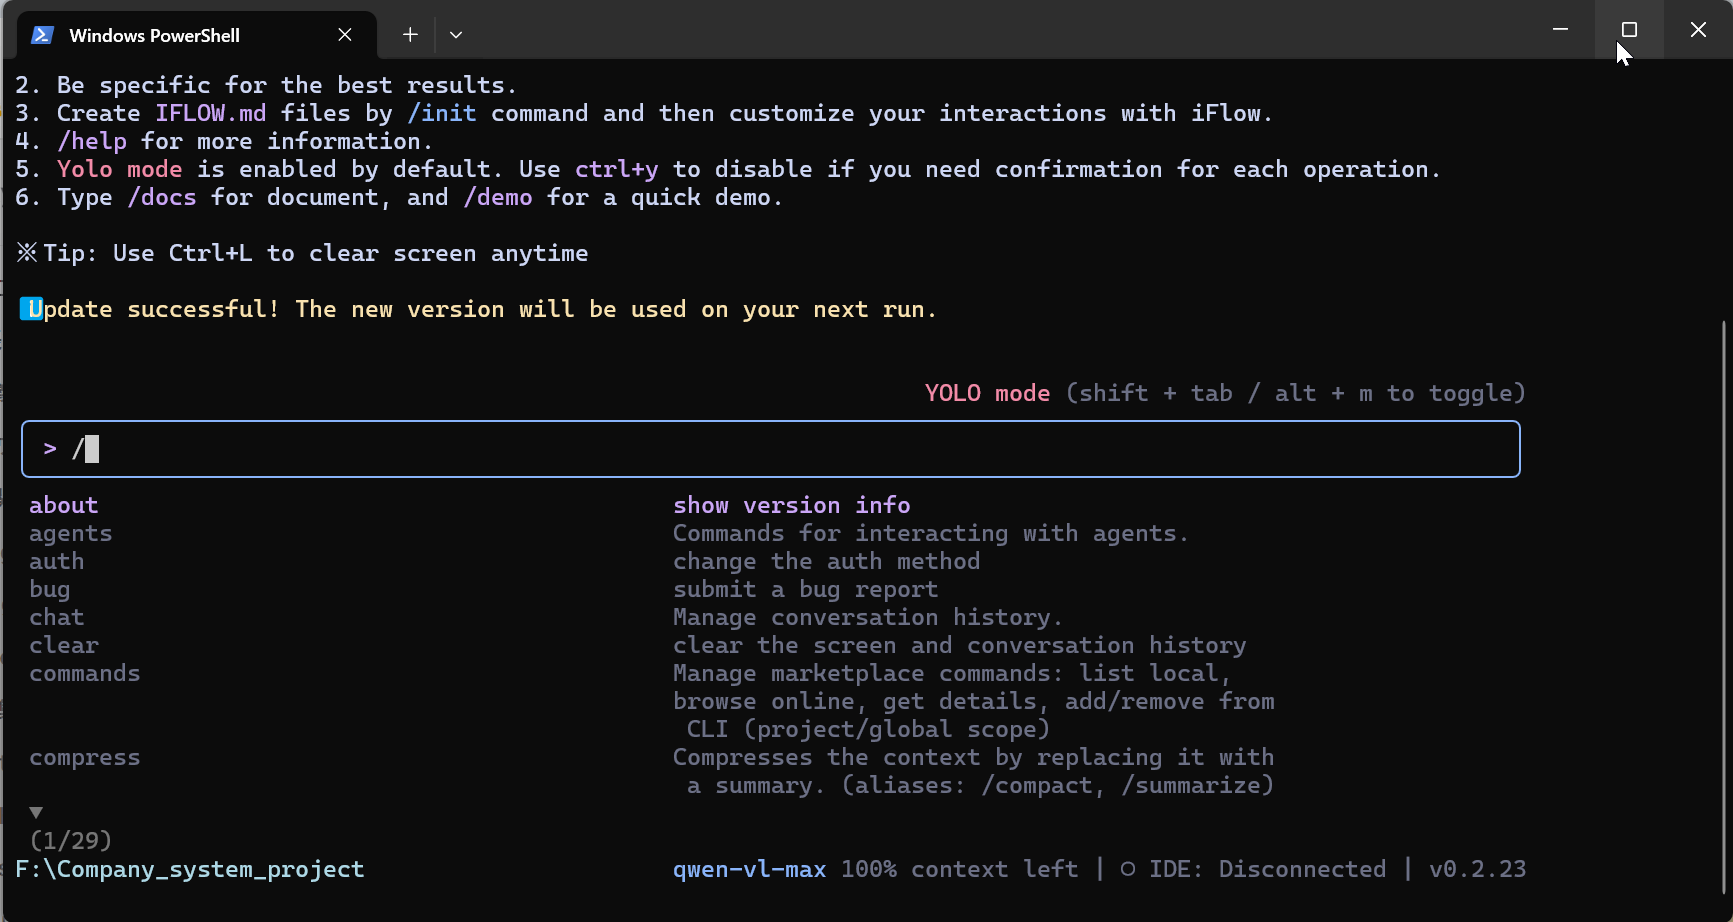 Windows PowerShell
2. Be specific for the best results.
3. Create IFLOW.md files by /init command and then customize your interactions with iFlow.
4. /help for more information.
5. Yolo mode is enabled by default. Use ctrl+y to disable if you need confirmation for each operation.
6. Type /docs for document, and /demo for a quick demo.
※ Tip: Use Ctrl+L to clear screen anytime
Update successful! The new version will be used on your next run.
YOLO mode (shift + tab / alt + m to toggle)
> /
about show version info
agents Commands for interacting with agents.
auth change the auth method
bug submit a bug report
chat Manage conversation history.
clear clear the screen and conversation history
commands Manage marketplace commands: list local,
browse online, get details, add/remove from
CLI (project/global scope)
compress Compresses the context by replacing it with
a summary. (aliases: /compact, /summarize)
▼
(1/29)
F:\Company_system_project qwen-vl-max 100% context left | ○ IDE: Disconnected | v0.2.23